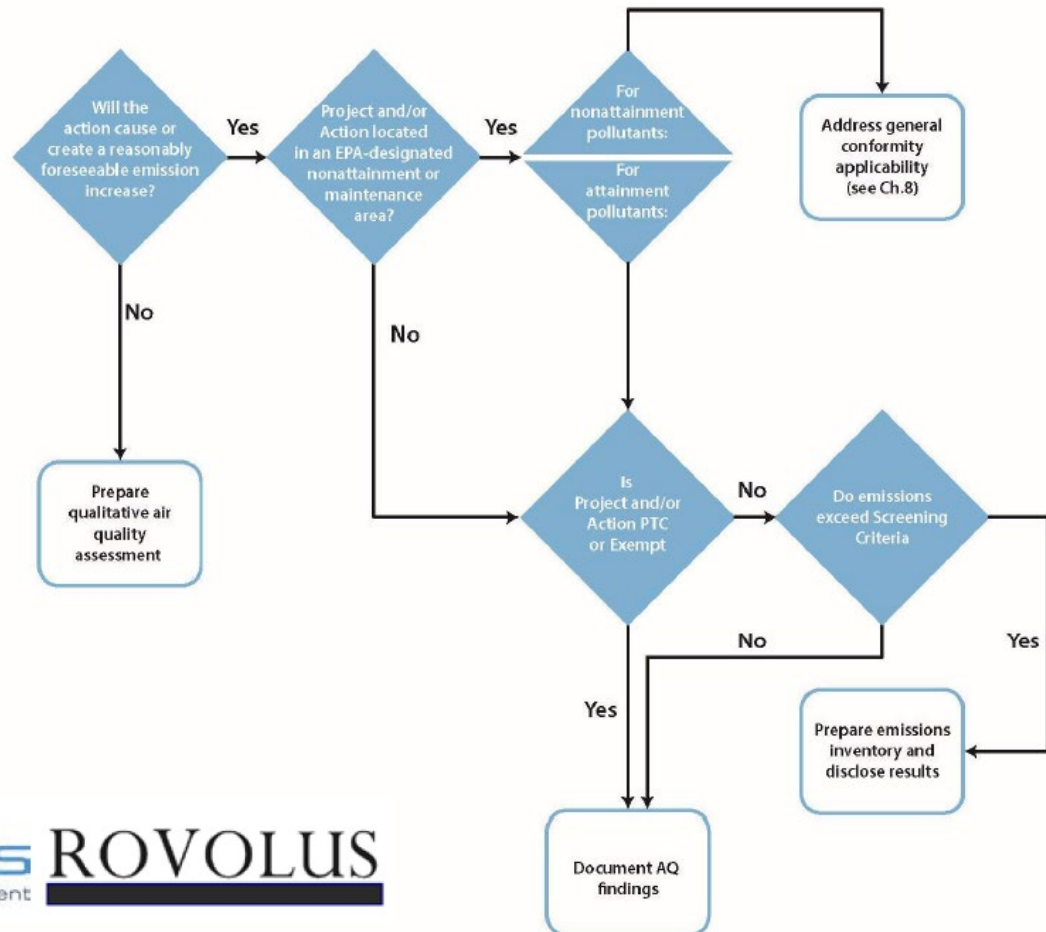 Will the
action cause or
create a reasonably
foreseeable emission
increase?
Yes
Project and/or
Action located
in an EPA-designated
nonattainment or
maintenance
area?
Yes
For
nonattainment
pollutants:
For
attainment
pollutants:
Address general
conformity
applicability
(see Ch.8)
No
No
Prepare
qualitative air
quality
assessment
Is
Project and/or
Action PTC
or Exempt
No
Do emissions
exceed Screening
Criteria
No
Yes
Yes
Prepare emissions
inventory and
disclose results
Document AQ
findings
ROVOLUS